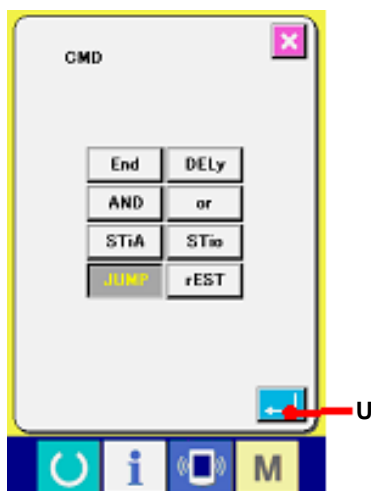 CMD
End DELy
AND or
STiA STio
JUMP rEST
U
i M